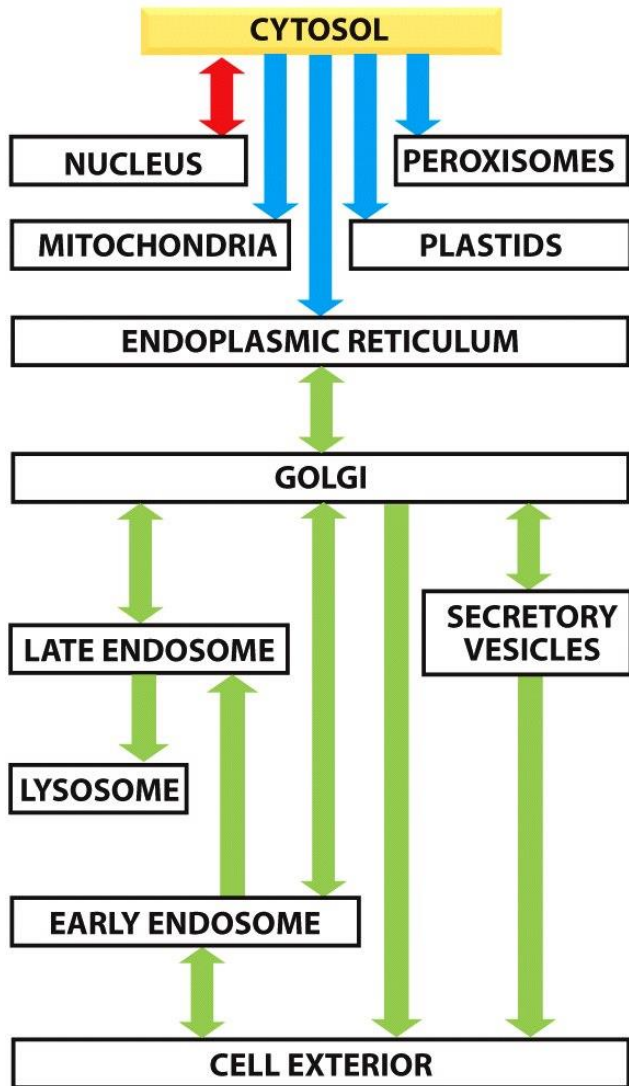 CYTOSOL
NUCLEUS
PEROXISOMES
MITOCHONDRIA
PLASTIDS
ENDOPLASMIC RETICULUM
GOLGI
SECRETORY
VESICLES
LATE ENDOSOME
LYSOSOME
EARLY ENDOSOME
CELL EXTERIOR